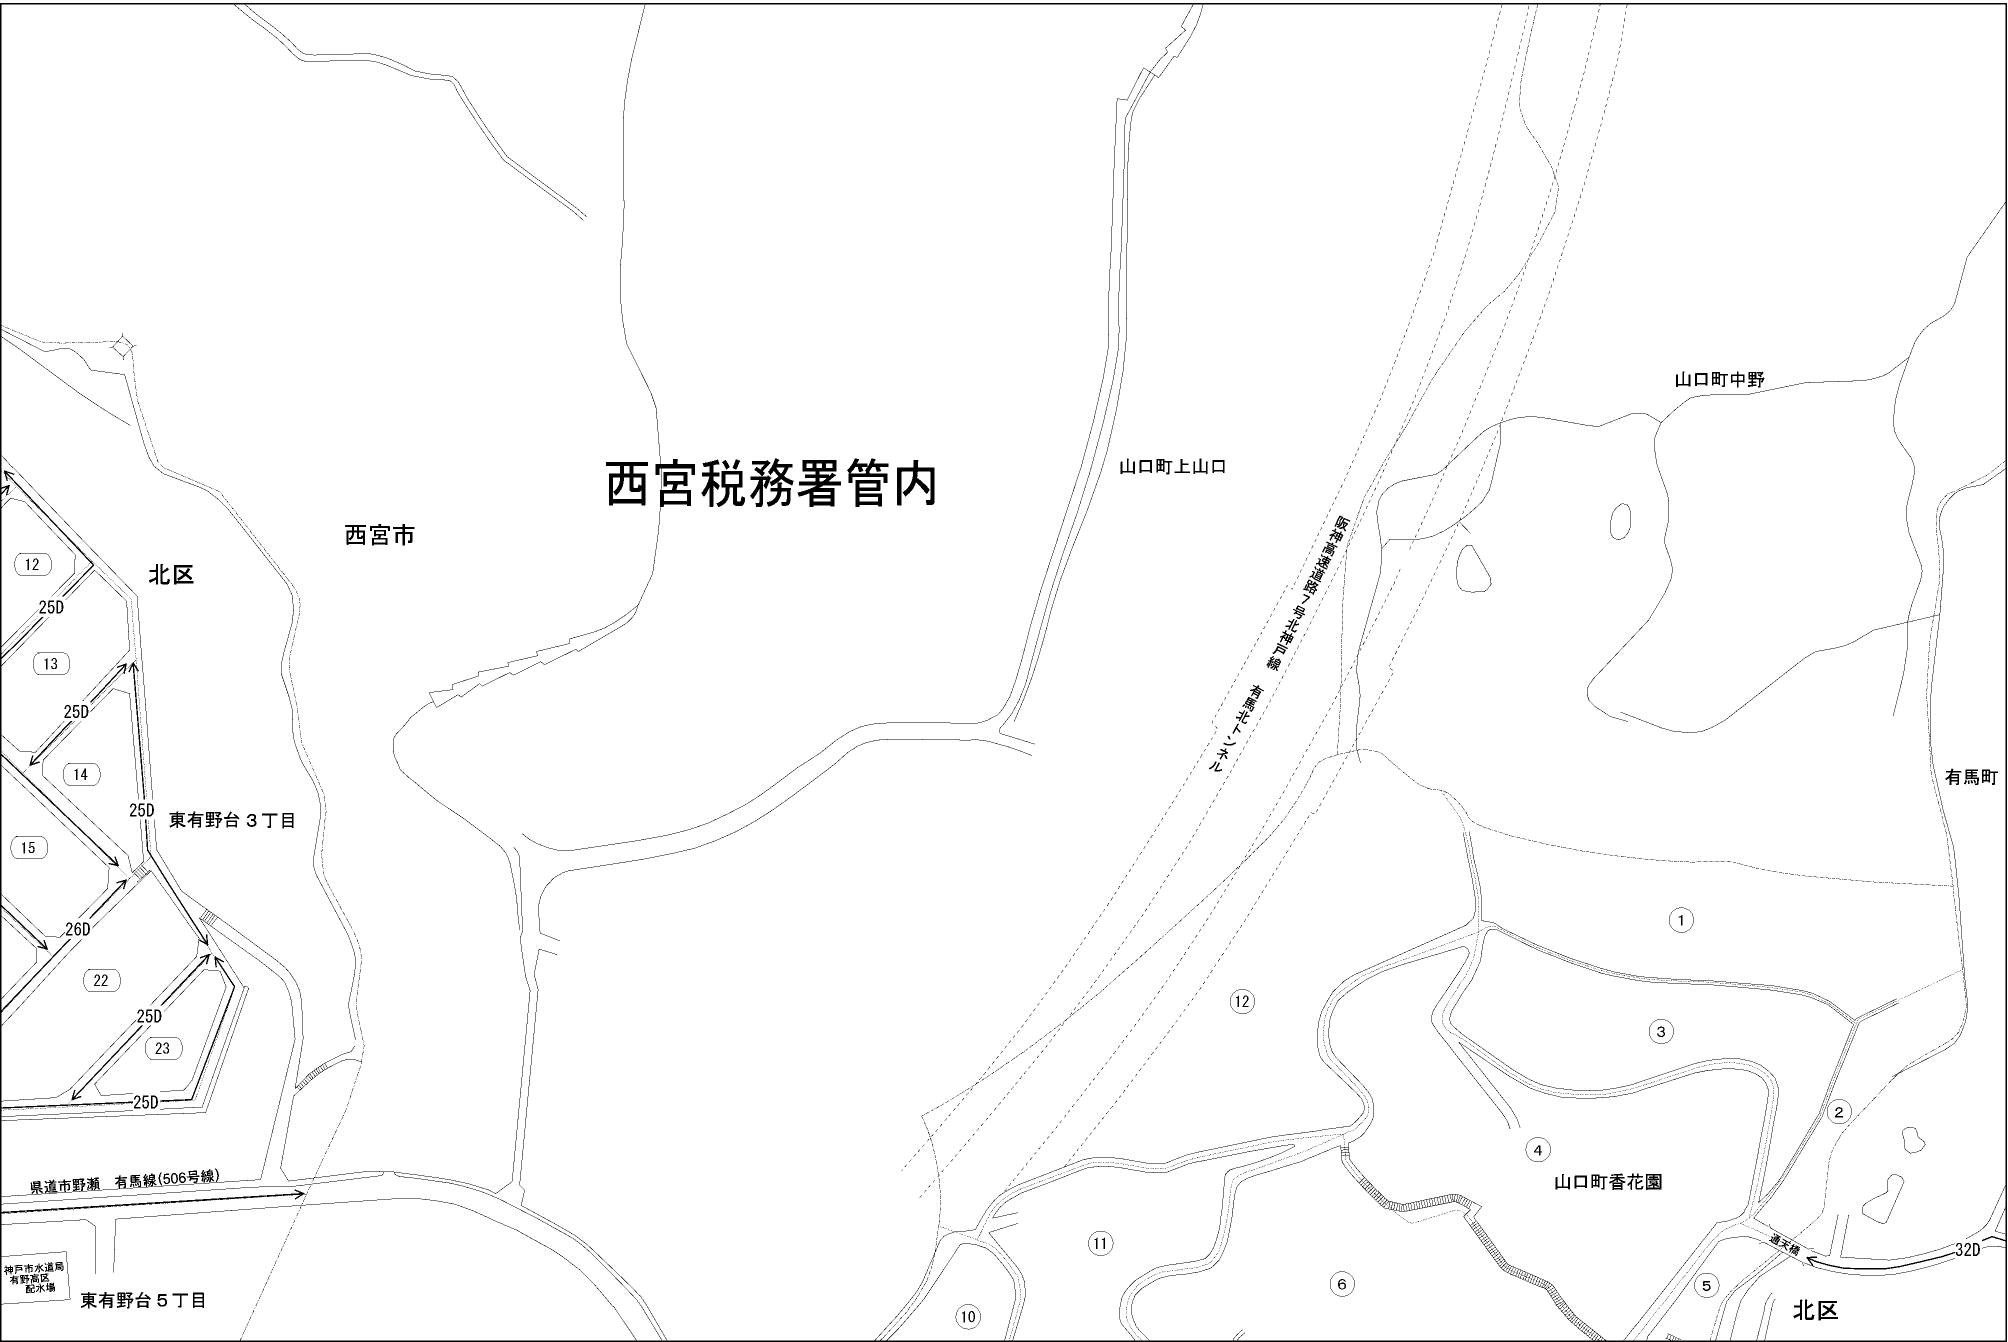 山口町中野
山口町上山口
西宮税務署管内
西宮市
北区
阪神高速道路7号北神戸線　有馬北トンネル
12
25D
13
25D
14
有馬町
25D
東有野台3丁目
15
26D
1
22
12
25D
3
23
25D
2
4
県道市野瀬　有馬線(506号線)
山口町香花園
11
通天橋
32D
神戸市水道局
有野高区
配水場
6
5
東有野台5丁目
10
北区